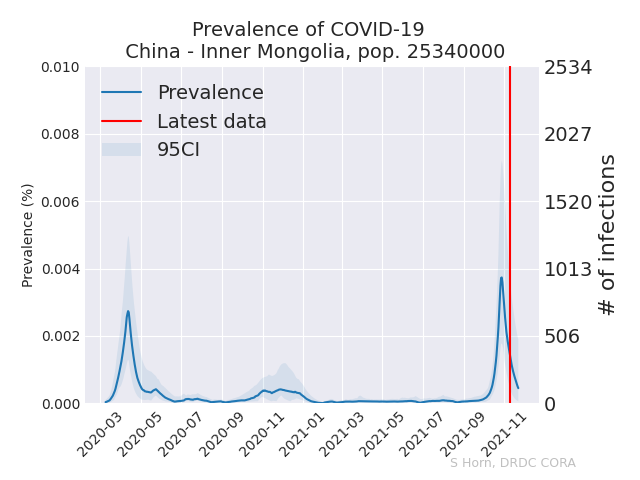 Prevalence of COVID-19
China - Inner Mongolia, pop. 25340000
Prevalence
Latest data
95CI
Prevalence (%)
0.010
0.008
0.006
0.004
0.002
0.000
2534
2027
1520
1013
506
0
# of infections
2020-03
2020-05
2020-07
2020-09
2020-11
2021-01
2021-03
2021-05
2021-07
2021-09
2021-11
S Horn, DRDC CORA